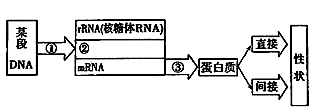 某段
DNA
①
rRNA(核糖体RNA)
②
mRNA
③
蛋白质
直接
间接
性状